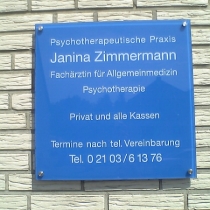 Psychotherapeutische Praxis
Janina Zimmermann
Fachärztin für Allgemeinmedizin
Psychotherapie
Privat und alle Kassen
Termine nach tel. Vereinbarung
Tel. 0 21 03 / 6 13 76